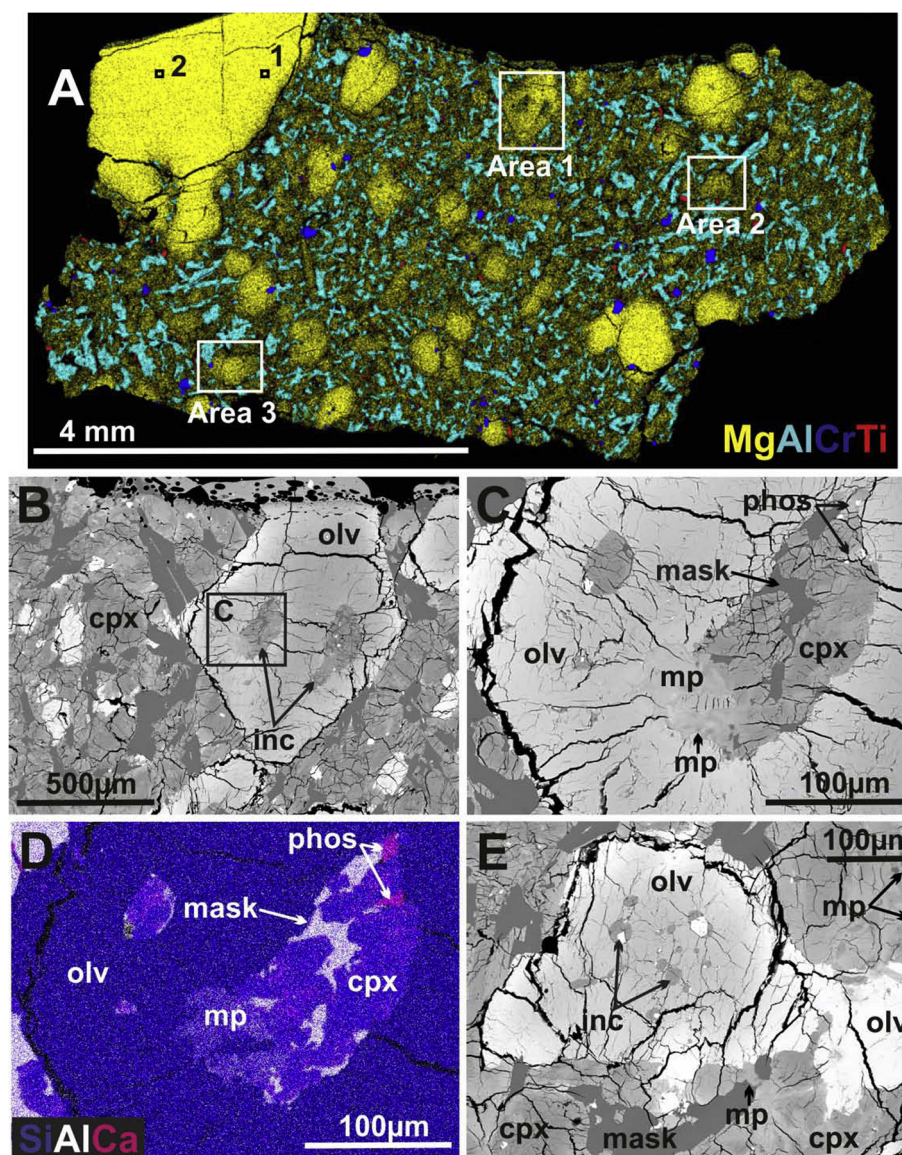 A
2 1
Area 1
Area 2
Area 3
4 mm
MgAlCrTi
B
olv
cpx
C
inc
500µm
C
phos
mask
olv
cpx
mp
mp
100µm
D
phos
mask
olv
cpx
mp
SiAlCa
100µm
E
100µm
olv
mp
inc
olv
mp
cpx
mask
cpx